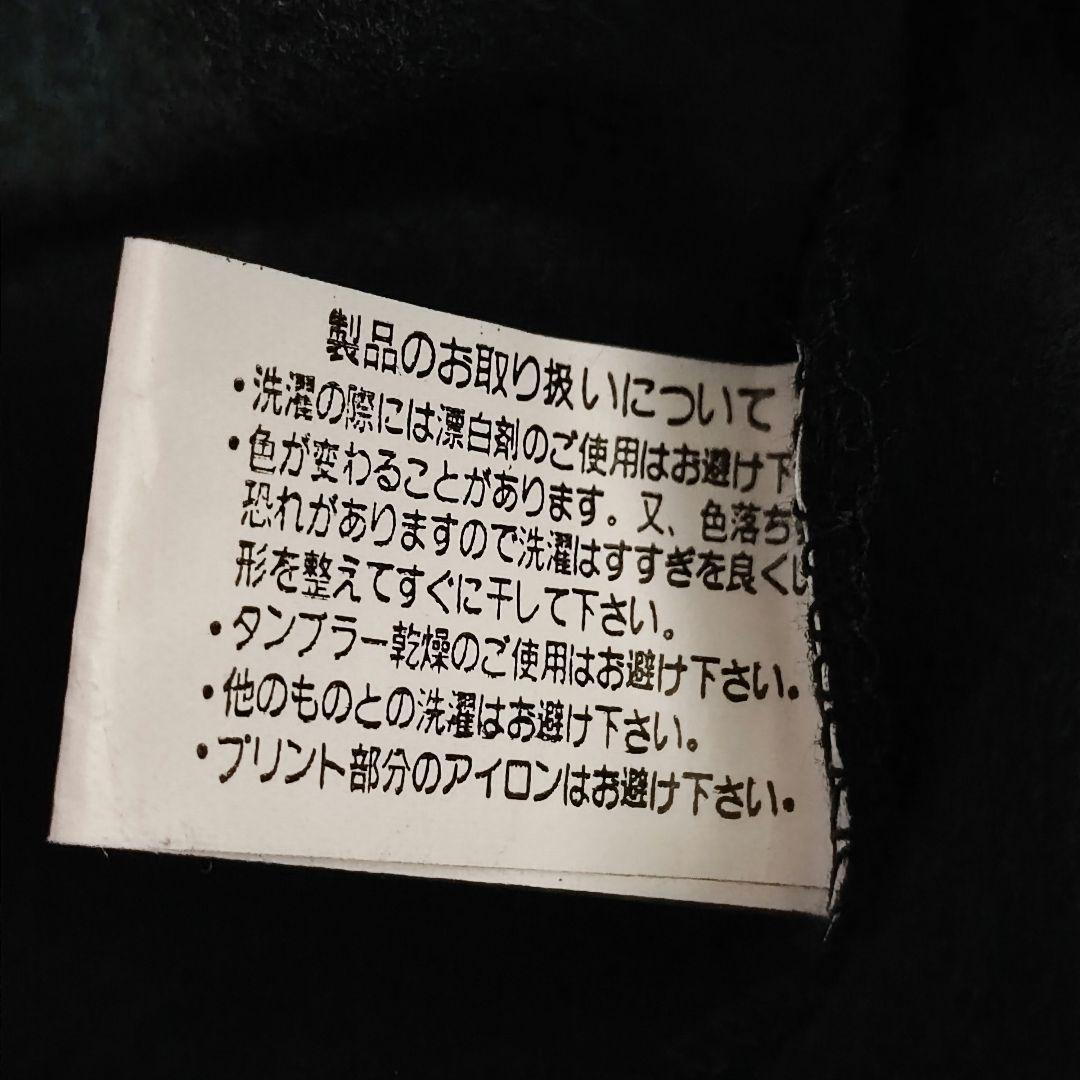 製品のお取り扱いについて
・洗濯の際には漂白剤のご使用はお避け下
・色が変わることがあります。又、色落ち
恐れがありますので洗濯はすすぎを良くし
形を整えてすぐに干して下さい。
・タンブラー乾燥のご使用はお避け下さい。
・他のものとの洗濯はお避け下さい。
・プリント部分のアイロンはお避け下さい。